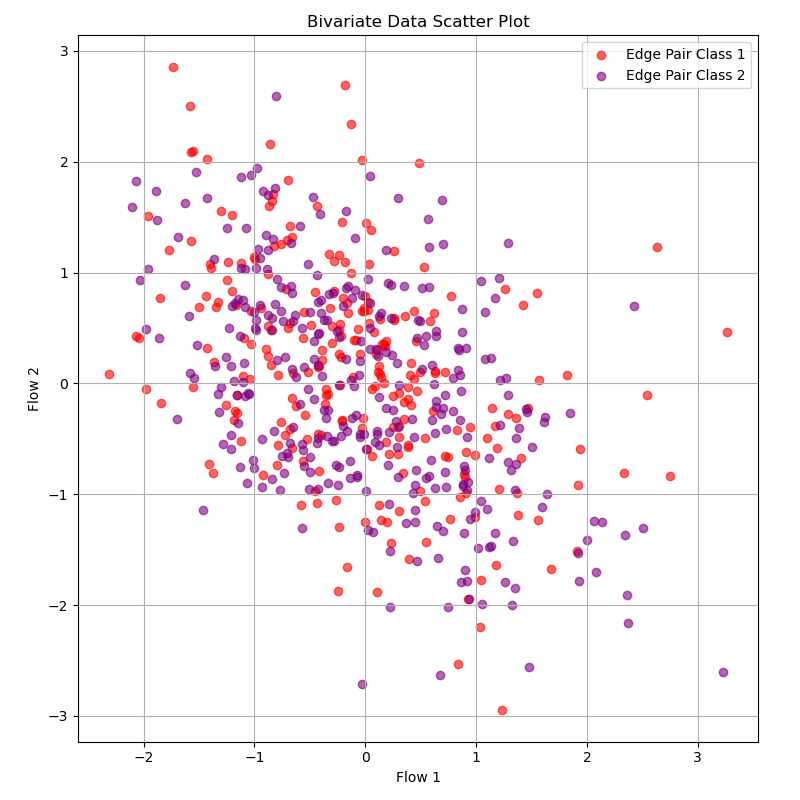 Bivariate Data Scatter Plot
Edge Pair Class 1
Edge Pair Class 2
3
2
1
0
−1
−2
−3
Flow 2
−2
−1
0
1
2
3
Flow 1